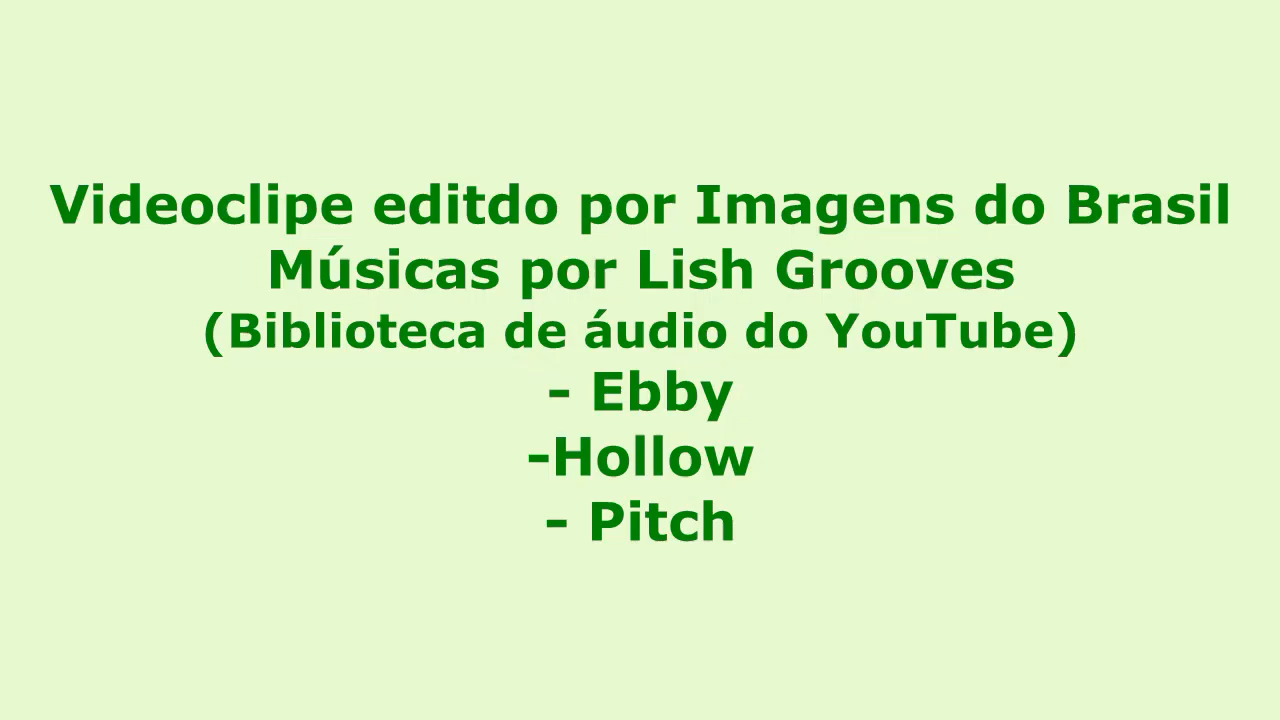 Videoclipe editdo por Imagens do Brasil
Músicas por Lish Grooves
(Biblioteca de áudio do YouTube)
- Ebby
-Hollow
- Pitch